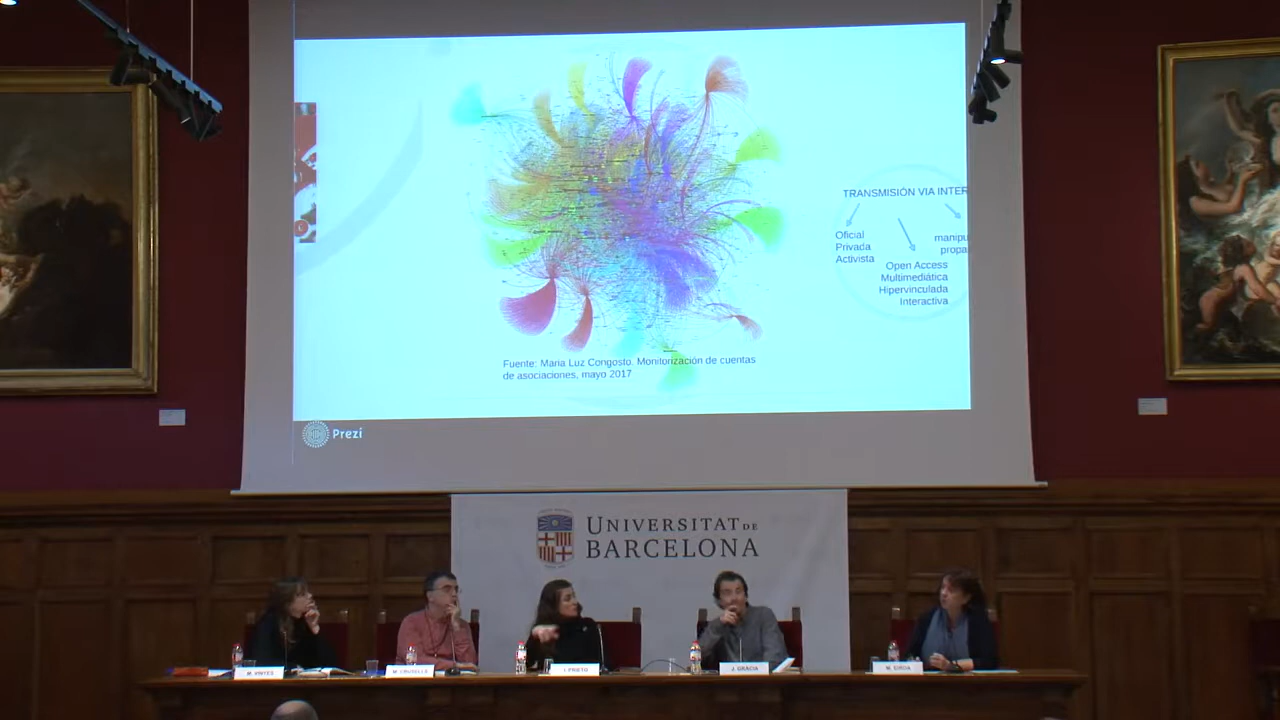 TRANSMISIÓN VIA INTER
Oficial
Privada
Activista
manipu
propa
Open Access
Multimediática
Hipervinculada
Interactiva
Fuente: Maria Luz Congosto. Monitorización de cuentas
de asociaciones, mayo 2017
Prezi
UNIVERSITAT DE
BARCELONA
I. PRIETO
J. GRACIA